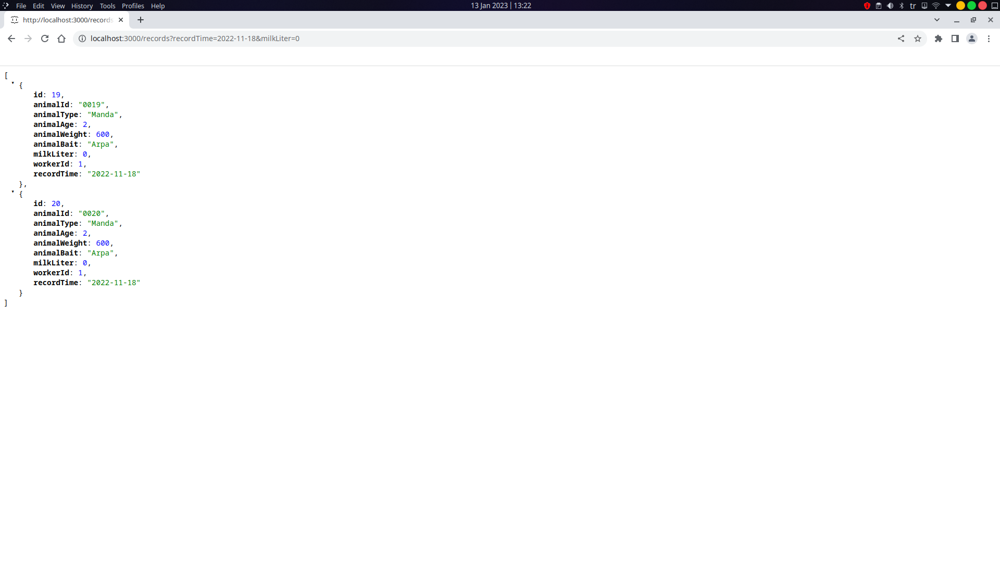 File Edit View History Tools Profiles Help
13 Jan 2023 | 13:22
tr
http://localhost:3000/records
localhost:3000/records?recordTime=2022-11-18&milkLiter=0
[
{
id: 19,
animalId: "0019",
animalType: "Manda",
animalAge: 2,
animalWeight: 600,
animalBait: "Arpa",
milkLiter: 0,
workerId: 1,
recordTime: "2022-11-18"
},
{
id: 20,
animalId: "0020",
animalType: "Manda",
animalAge: 2,
animalWeight: 600,
animalBait: "Arpa",
milkLiter: 0,
workerId: 1,
recordTime: "2022-11-18"
}
]